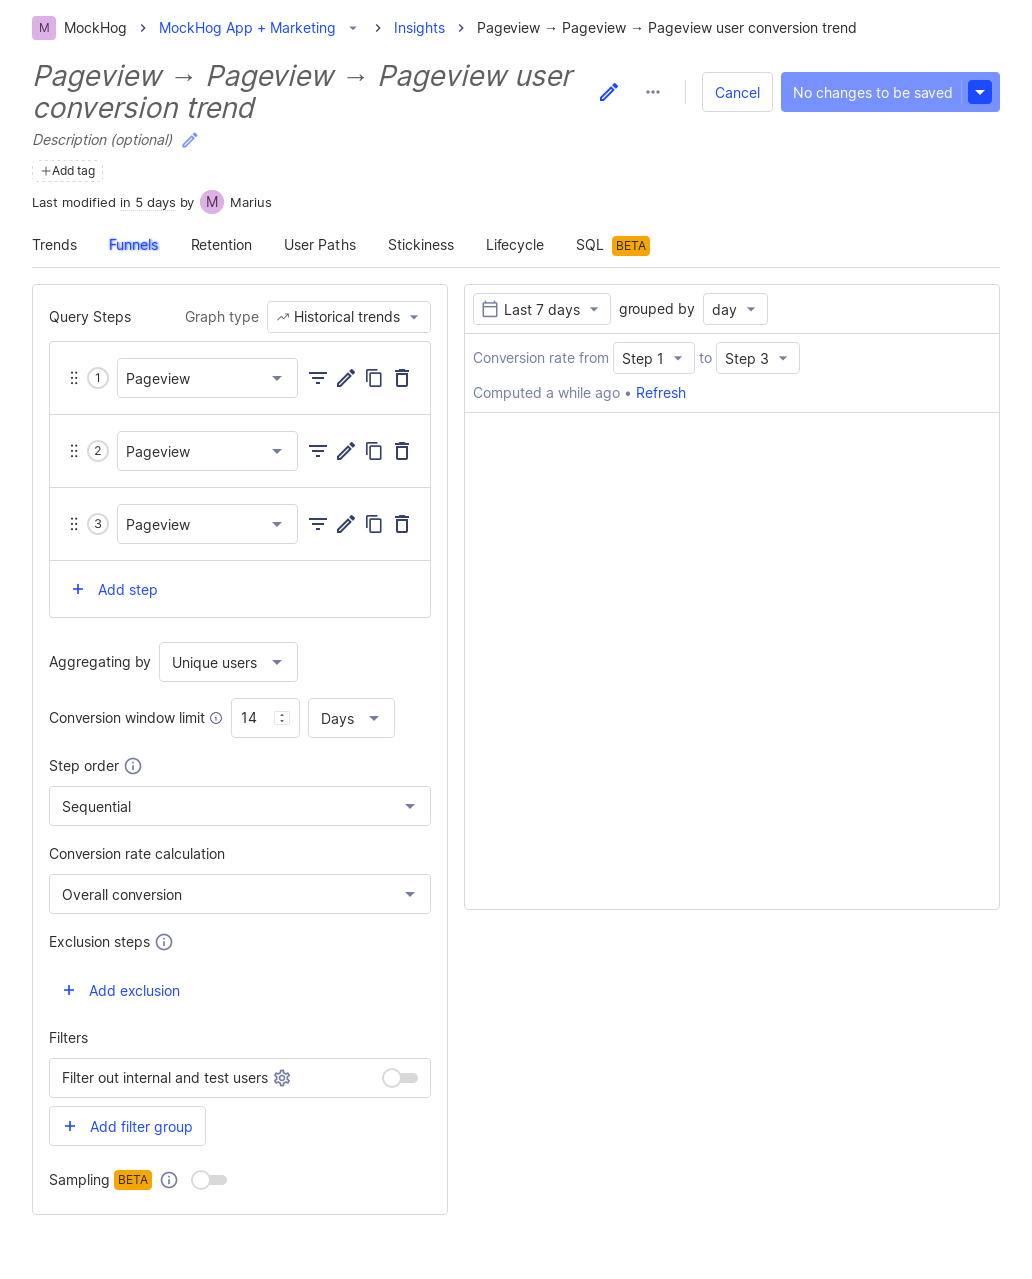 M MockHog > MockHog App + Marketing > Insights > Pageview → Pageview → Pageview user conversion trend
Pageview → Pageview → Pageview user
conversion trend
Cancel
No changes to be saved
Description (optional)
+Add tag
Last modified in 5 days by M Marius
Trends Funnels Retention User Paths Stickiness Lifecycle SQL BETA
Query Steps Graph type Historical trends
1 Pageview
2 Pageview
3 Pageview
+ Add step
Aggregating by Unique users
Conversion window limit 14 Days
Step order
Sequential
Conversion rate calculation
Overall conversion
Exclusion steps
+ Add exclusion
Filters
Filter out internal and test users
+ Add filter group
Sampling BETA
Last 7 days grouped by day
Conversion rate from Step 1 to Step 3
Computed a while ago • Refresh